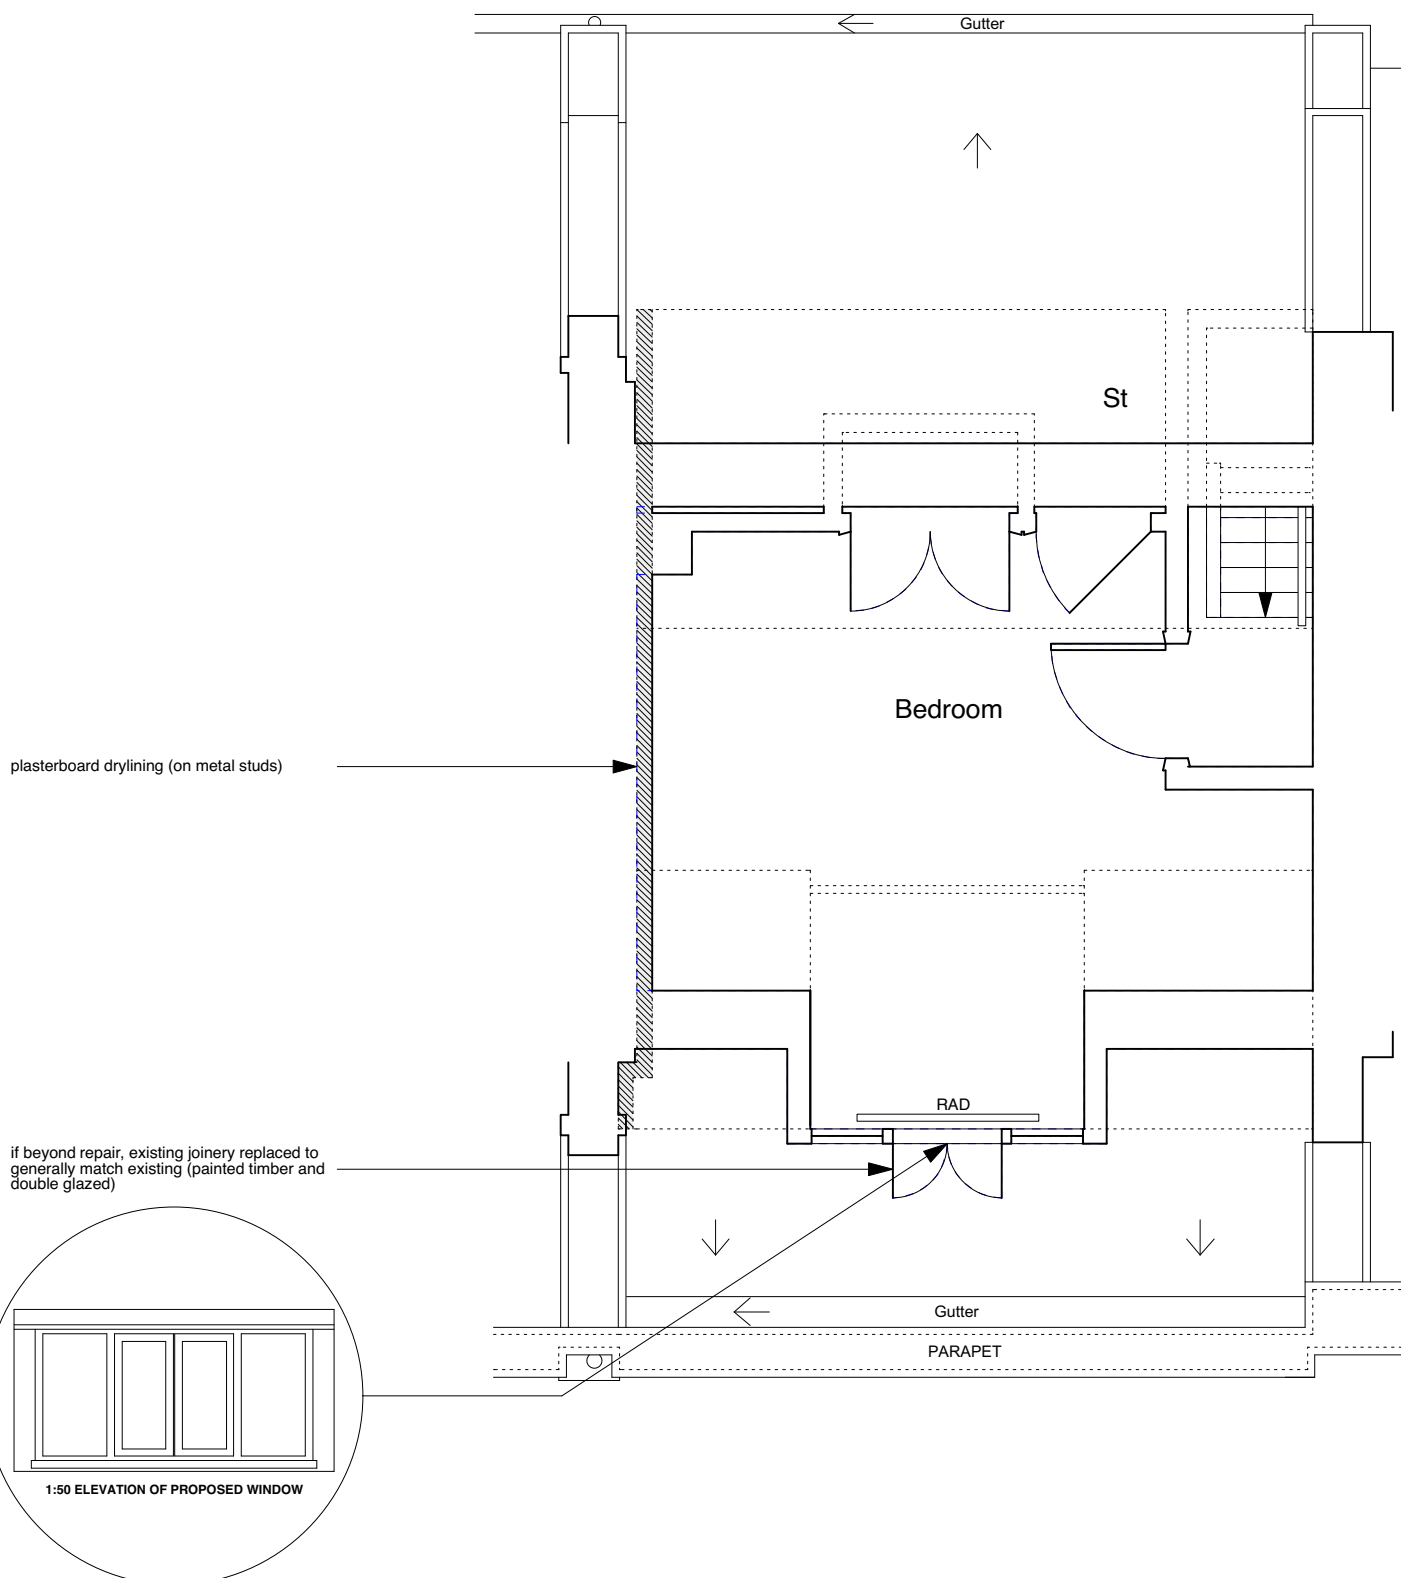 Gutter
St
Bedroom
plasterboard drylining (on metal studs)
RAD
if beyond repair, existing joinery replaced to
generally match existing (painted timber and
double glazed)
Gutter
PARAPET
1:50 ELEVATION OF PROPOSED WINDOW